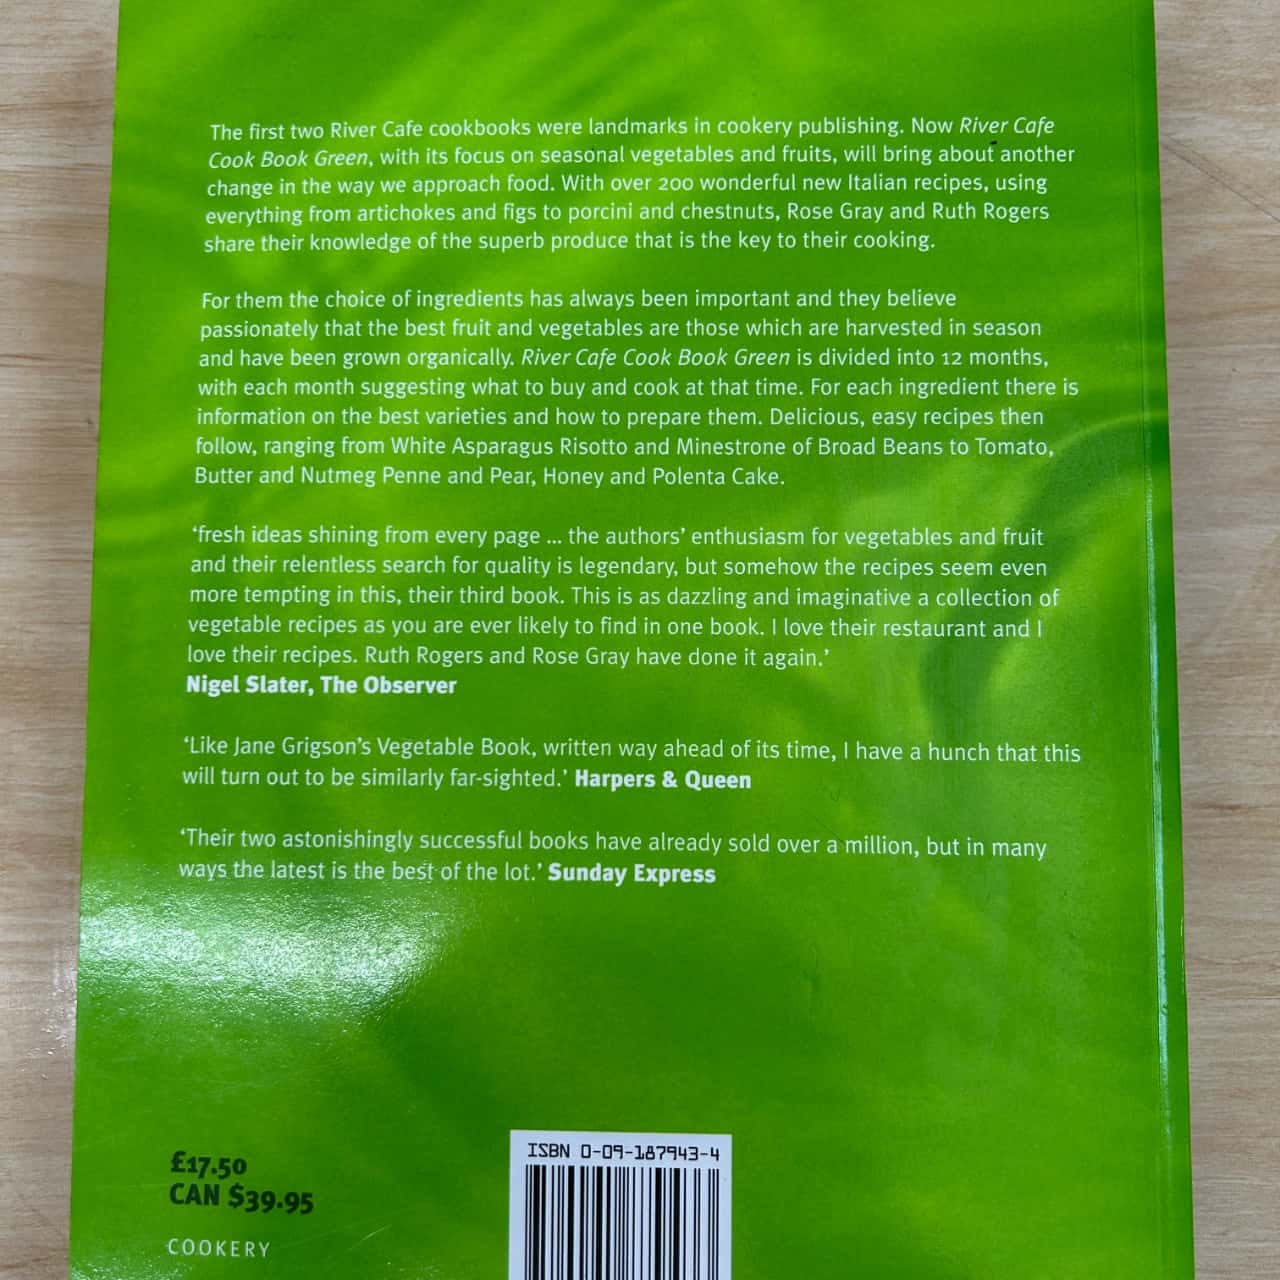 The first two River Cafe cookbooks were landmarks in cookery publishing. Now River Cafe
Cook Book Green, with its focus on seasonal vegetables and fruits, will bring about another
change in the way we approach food. With over 200 wonderful new Italian recipes, using
everything from artichokes and figs to porcini and chestnuts, Rose Gray and Ruth Rogers
share their knowledge of the superb produce that is the key to their cooking.
For them the choice of ingredients has always been important and they believe
passionately that the best fruit and vegetables are those which are harvested in season
and have been grown organically. River Cafe Cook Book Green is divided into 12 months,
with each month suggesting what to buy and cook at that time. For each ingredient there is
information on the best varieties and how to prepare them. Delicious, easy recipes then
follow, ranging from White Asparagus Risotto and Minestrone of Broad Beans to Tomato,
Butter and Nutmeg Penne and Pear, Honey and Polenta Cake.
‘fresh ideas shining from every page ... the authors’ enthusiasm for vegetables and fruit
and their relentless search for quality is legendary, but somehow the recipes seem even
more tempting in this, their third book. This is as dazzling and imaginative a collection of
vegetable recipes as you are ever likely to find in one book. I love their restaurant and I
love their recipes. Ruth Rogers and Rose Gray have done it again.’
Nigel Slater, The Observer
‘Like Jane Grigson’s Vegetable Book, written way ahead of its time, I have a hunch that this
will turn out to be similarly far-sighted.’ Harpers & Queen
‘Their two astonishingly successful books have already sold over a million, but in many
ways the latest is the best of the lot.’ Sunday Express
ISBN 0-09-187943-4
£17.50
CAN $39.95
COOKERY